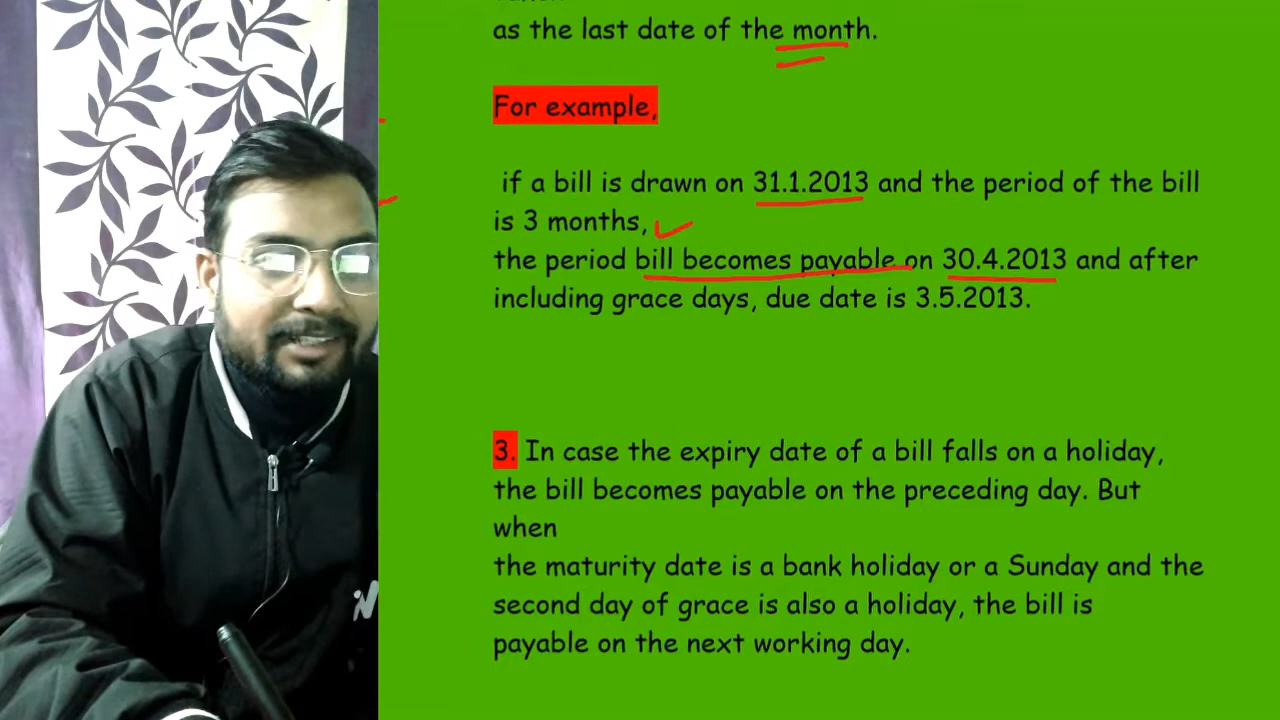 as the last date of the month.
For example,
if a bill is drawn on 31.1.2013 and the period of the bill
is 3 months,
the period bill becomes payable on 30.4.2013 and after
including grace days, due date is 3.5.2013.
3. In case the expiry date of a bill falls on a holiday,
the bill becomes payable on the preceding day. But
when
the maturity date is a bank holiday or a Sunday and the
second day of grace is also a holiday, the bill is
payable on the next working day.